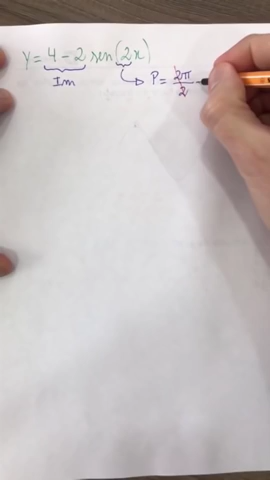 y = 4 - 2 sen(2x)
Im P = 2π/2